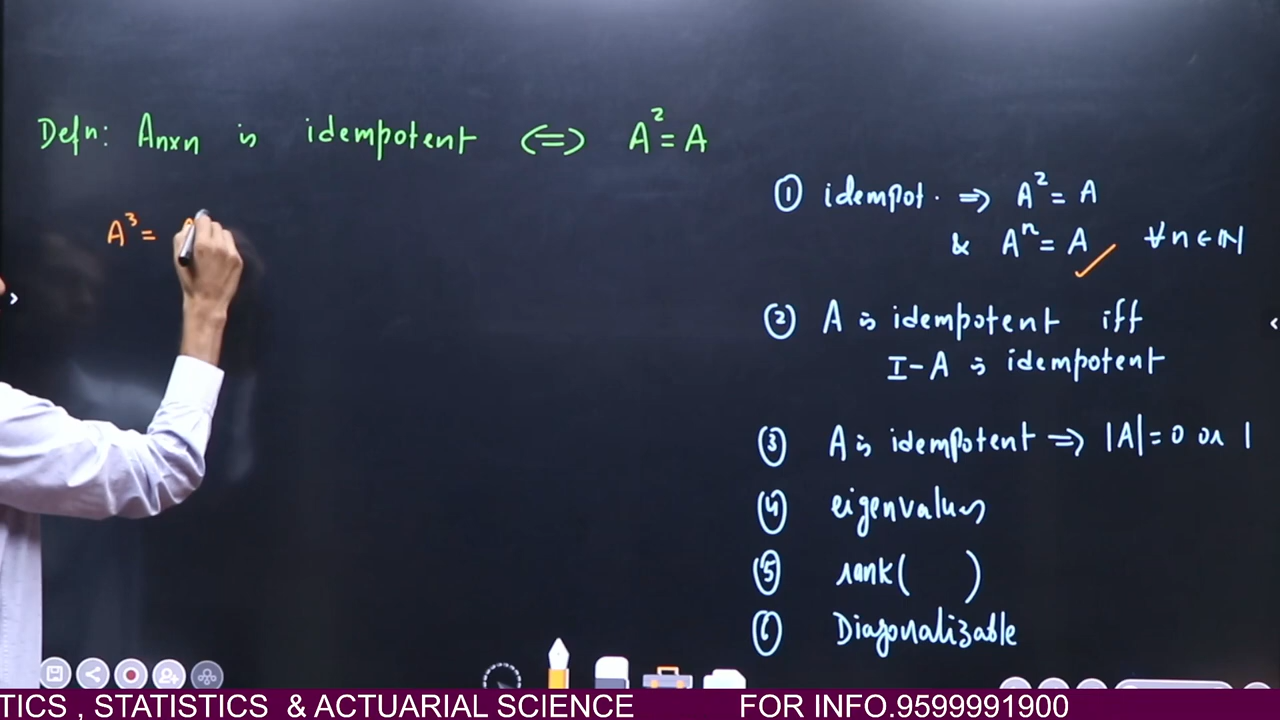 Defn: Anxn is idempotent <=> A²=A
A³=
① idempot. => A² = A
& Aⁿ = A ✓ ∀n∈ℕ
② A is idempotent iff
I-A is idempotent
③ A is idempotent => |A|=0 or 1
④ eigenvalues
⑤ rank( )
⑥ Diagonalizable
TICS , STATISTICS & ACTUARIAL SCIENCE FOR INFO.9599991900